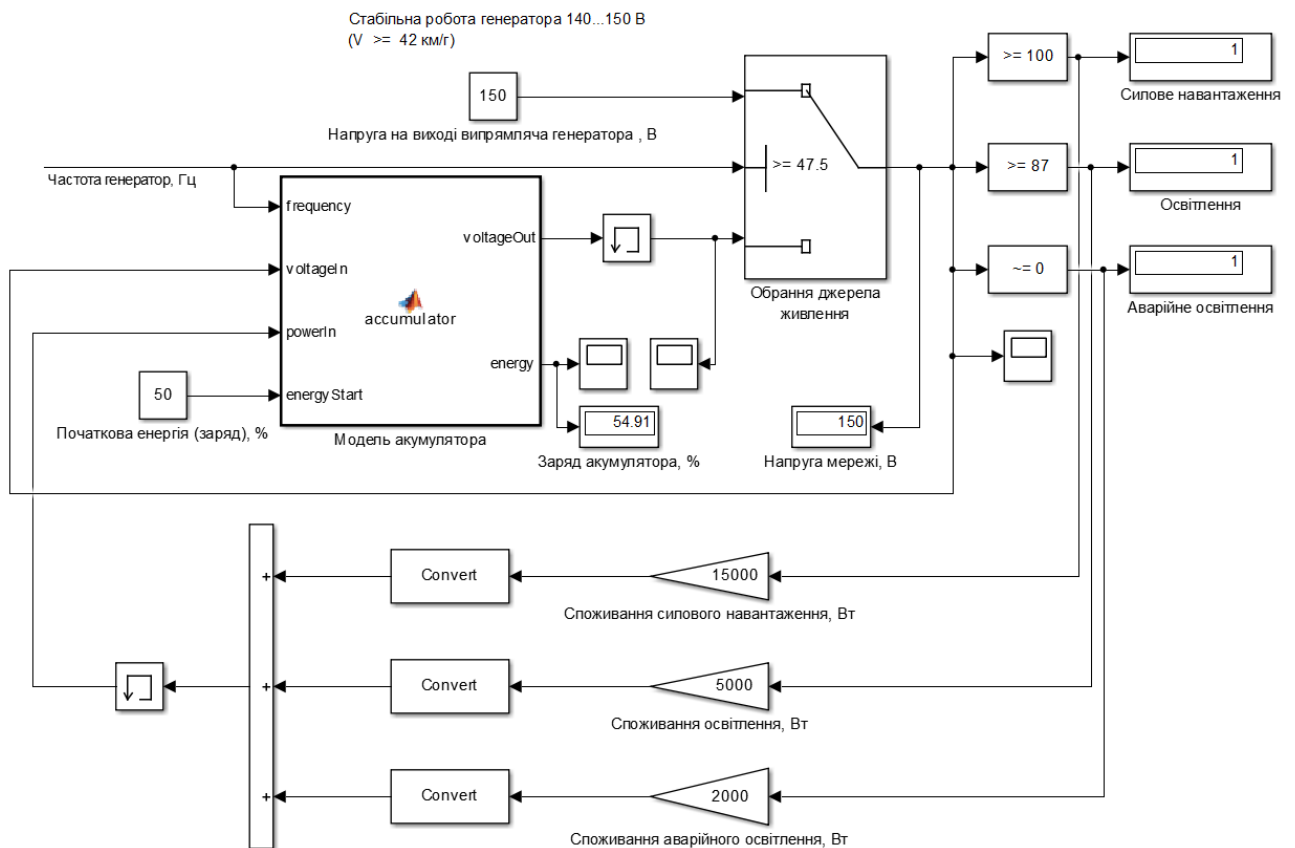 Стабільна робота генератора 140...150 В
(V >= 42 км/г)
>= 100
1
Силове навантаження
150
Напруга на виході випрямляча генератора , В
>= 47.5
>= 87
1
Освітлення
Частота генератор, Гц
frequency
voltageOut
voltageIn
~= 0
1
Аварійне освітлення
Обрання джерела
живлення
accumulator
powerIn
energy
50
energyStart
Початкова енергія (заряд), %
Модель акумулятора
54.91
Заряд акумулятора, %
150
Напруга мережі, В
+
Convert
15000
Споживання силового навантаження, Вт
+
Convert
5000
Споживання освітлення, Вт
+
Convert
2000
Споживання аварійного освітлення, Вт